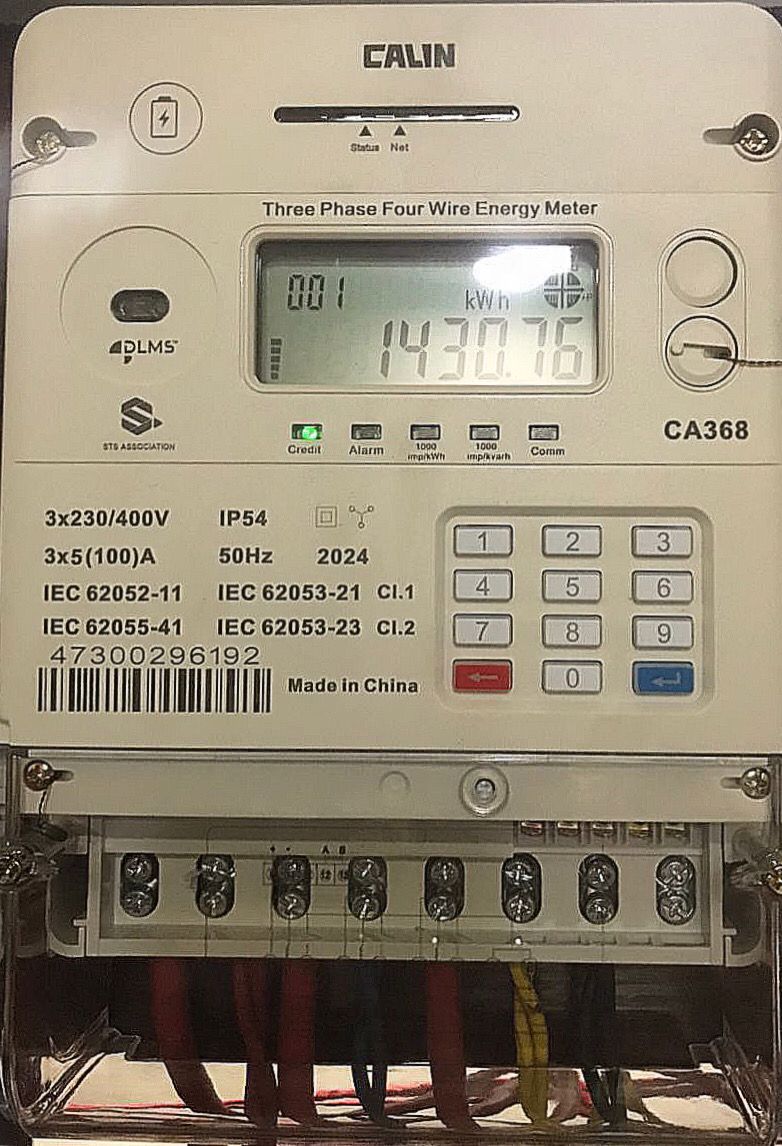 CALIN
Status Net
Three Phase Four Wire Energy Meter
001 kWh
1430.76
DLMS
STS ASSOCIATION
CA368
Credit Alarm 1000 imp/kWh 1000 imp/kvarh Comm
3x230/400V IP54
3x5(100)A 50Hz 2024
IEC 62052-11 IEC 62053-21 Cl.1
IEC 62055-41 IEC 62053-23 Cl.2
47300296192
Made in China
1 2 3
4 5 6
7 8 9
0
+ - A B